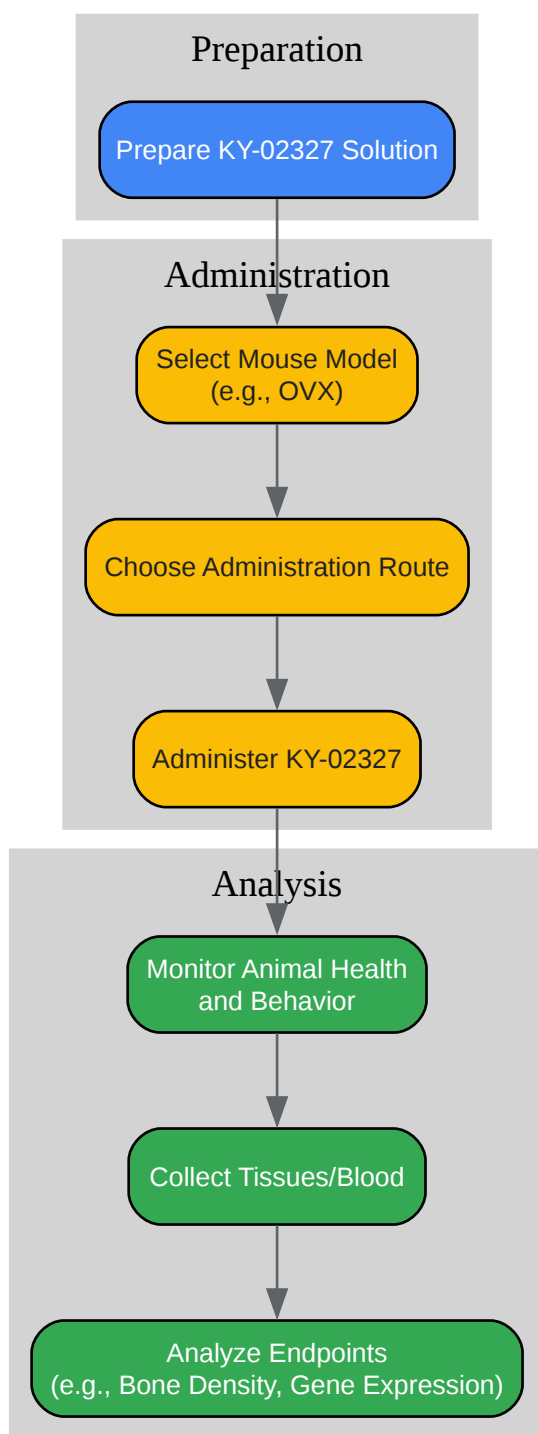 Preparation
Prepare KY-02327 Solution
Administration
Select Mouse Model
(e.g., OVX)
Choose Administration Route
Administer KY-02327
Analysis
Monitor Animal Health
and Behavior
Collect Tissues/Blood
Analyze Endpoints
(e.g., Bone Density, Gene Expression)